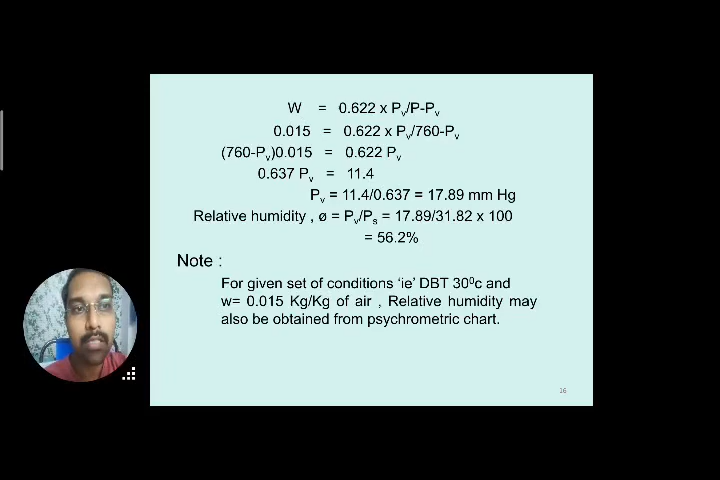 W = 0.622 x Pv/P-Pv
0.015 = 0.622 x Pv/760-Pv
(760-Pv)0.015 = 0.622 Pv
0.637 Pv = 11.4
Pv = 11.4/0.637 = 17.89 mm Hg
Relative humidity , ø = Pv/Ps = 17.89/31.82 x 100
= 56.2%
Note :
For given set of conditions ‘ie’ DBT 30⁰c and
w= 0.015 Kg/Kg of air , Relative humidity may
also be obtained from psychrometric chart.
26